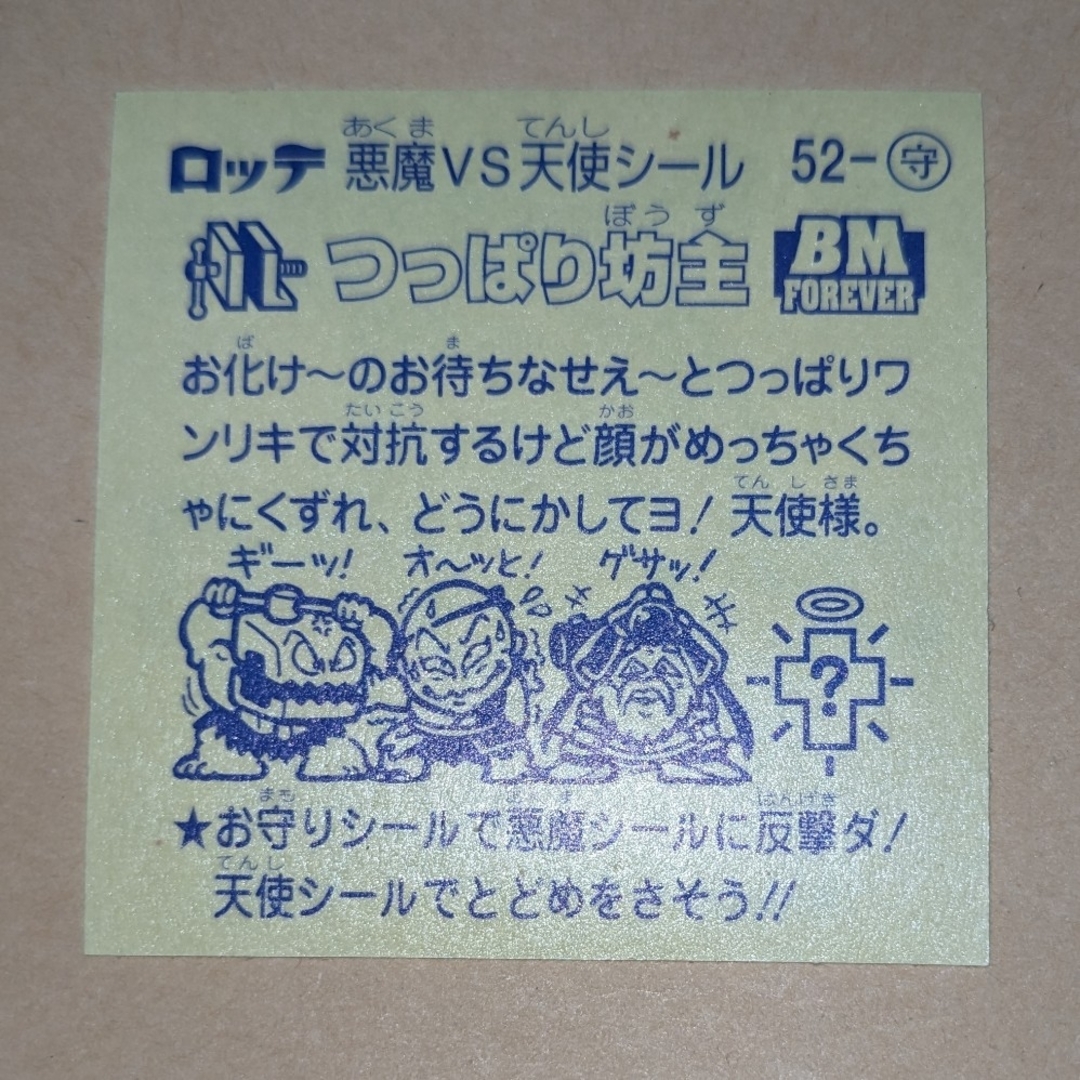 ロッテ 悪魔VS天使シール 52-守
つっぱり坊主 BM FOREVER
お化け〜のお待ちなせえ〜とつっぱりワ
ンリキで対抗するけど顔がめっちゃくち
ゃにくずれ、どうにかしてヨ! 天使様。
ギーッ! オ〜ッと! ゲサッ!
?
★お守りシールで悪魔シールに反撃ダ!
天使シールでとどめをさそう!!